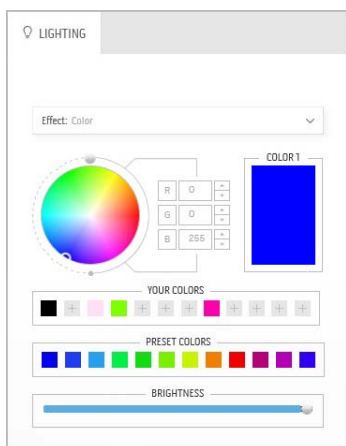 LIGHTING
Effect: Color
COLOR 1
R 0
G 0
B 255
YOUR COLORS
PRESET COLORS
BRIGHTNESS